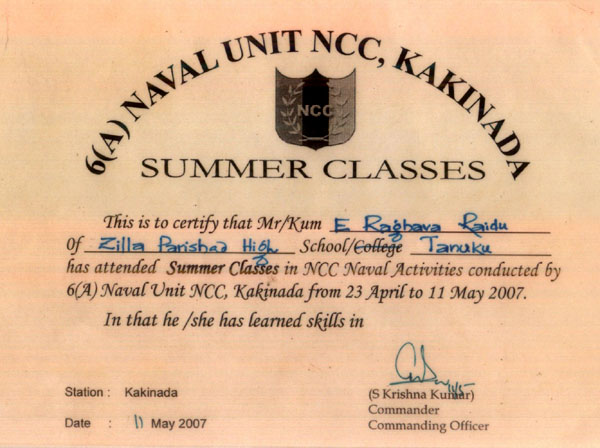 6(A) NAVAL UNIT NCC, KAKINADA
NCC
SUMMER CLASSES
This is to certify that Mr/Kum E Raghava Raidu
Of Zilla Parishad High School/College Tanuku
has attended Summer Classes in NCC Naval Activities conducted by
6(A) Naval Unit NCC, Kakinada from 23 April to 11 May 2007.
In that he /she has learned skills in
11/5
(S Krishna Kumar)
Station : Kakinada
Commander
Date : 11 May 2007
Commanding Officer